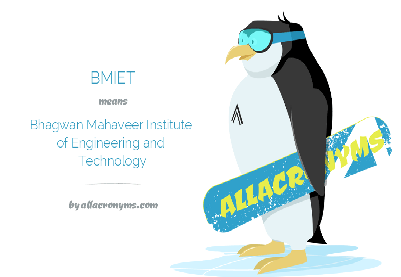 BMIET
means
Bhagwan Mahaveer Institute
of Engineering and
Technology
by allacronyms.com
ALLACRONYMS